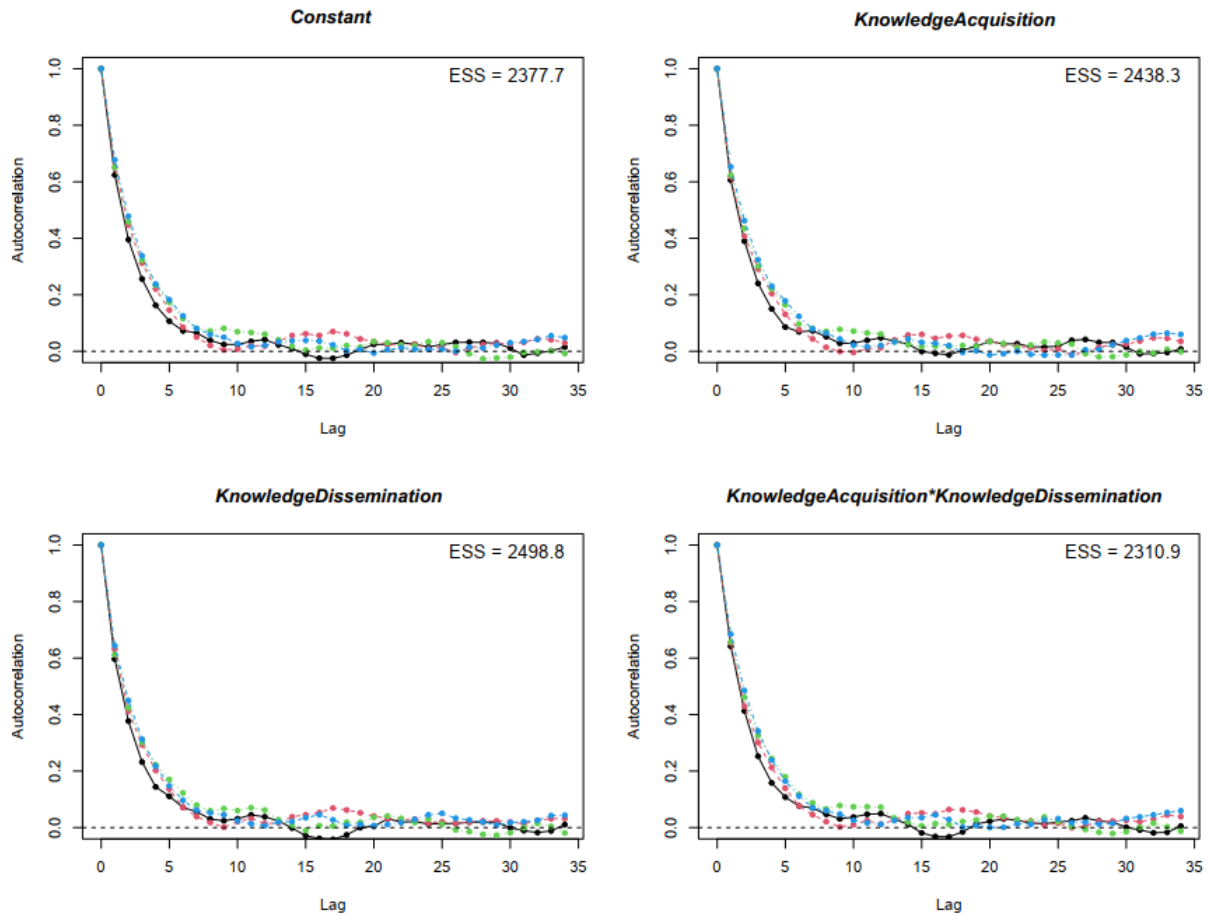 Constant
ESS = 2377.7
Autocorrelation
1.0
0.8
0.6
0.4
0.2
0.0
0 5 10 15 20 25 30 35
Lag
KnowledgeAcquisition
ESS = 2438.3
Autocorrelation
1.0
0.8
0.6
0.4
0.2
0.0
0 5 10 15 20 25 30 35
Lag
KnowledgeDissemination
ESS = 2498.8
Autocorrelation
1.0
0.8
0.6
0.4
0.2
0.0
0 5 10 15 20 25 30 35
Lag
KnowledgeAcquisition*KnowledgeDissemination
ESS = 2310.9
Autocorrelation
1.0
0.8
0.6
0.4
0.2
0.0
0 5 10 15 20 25 30 35
Lag